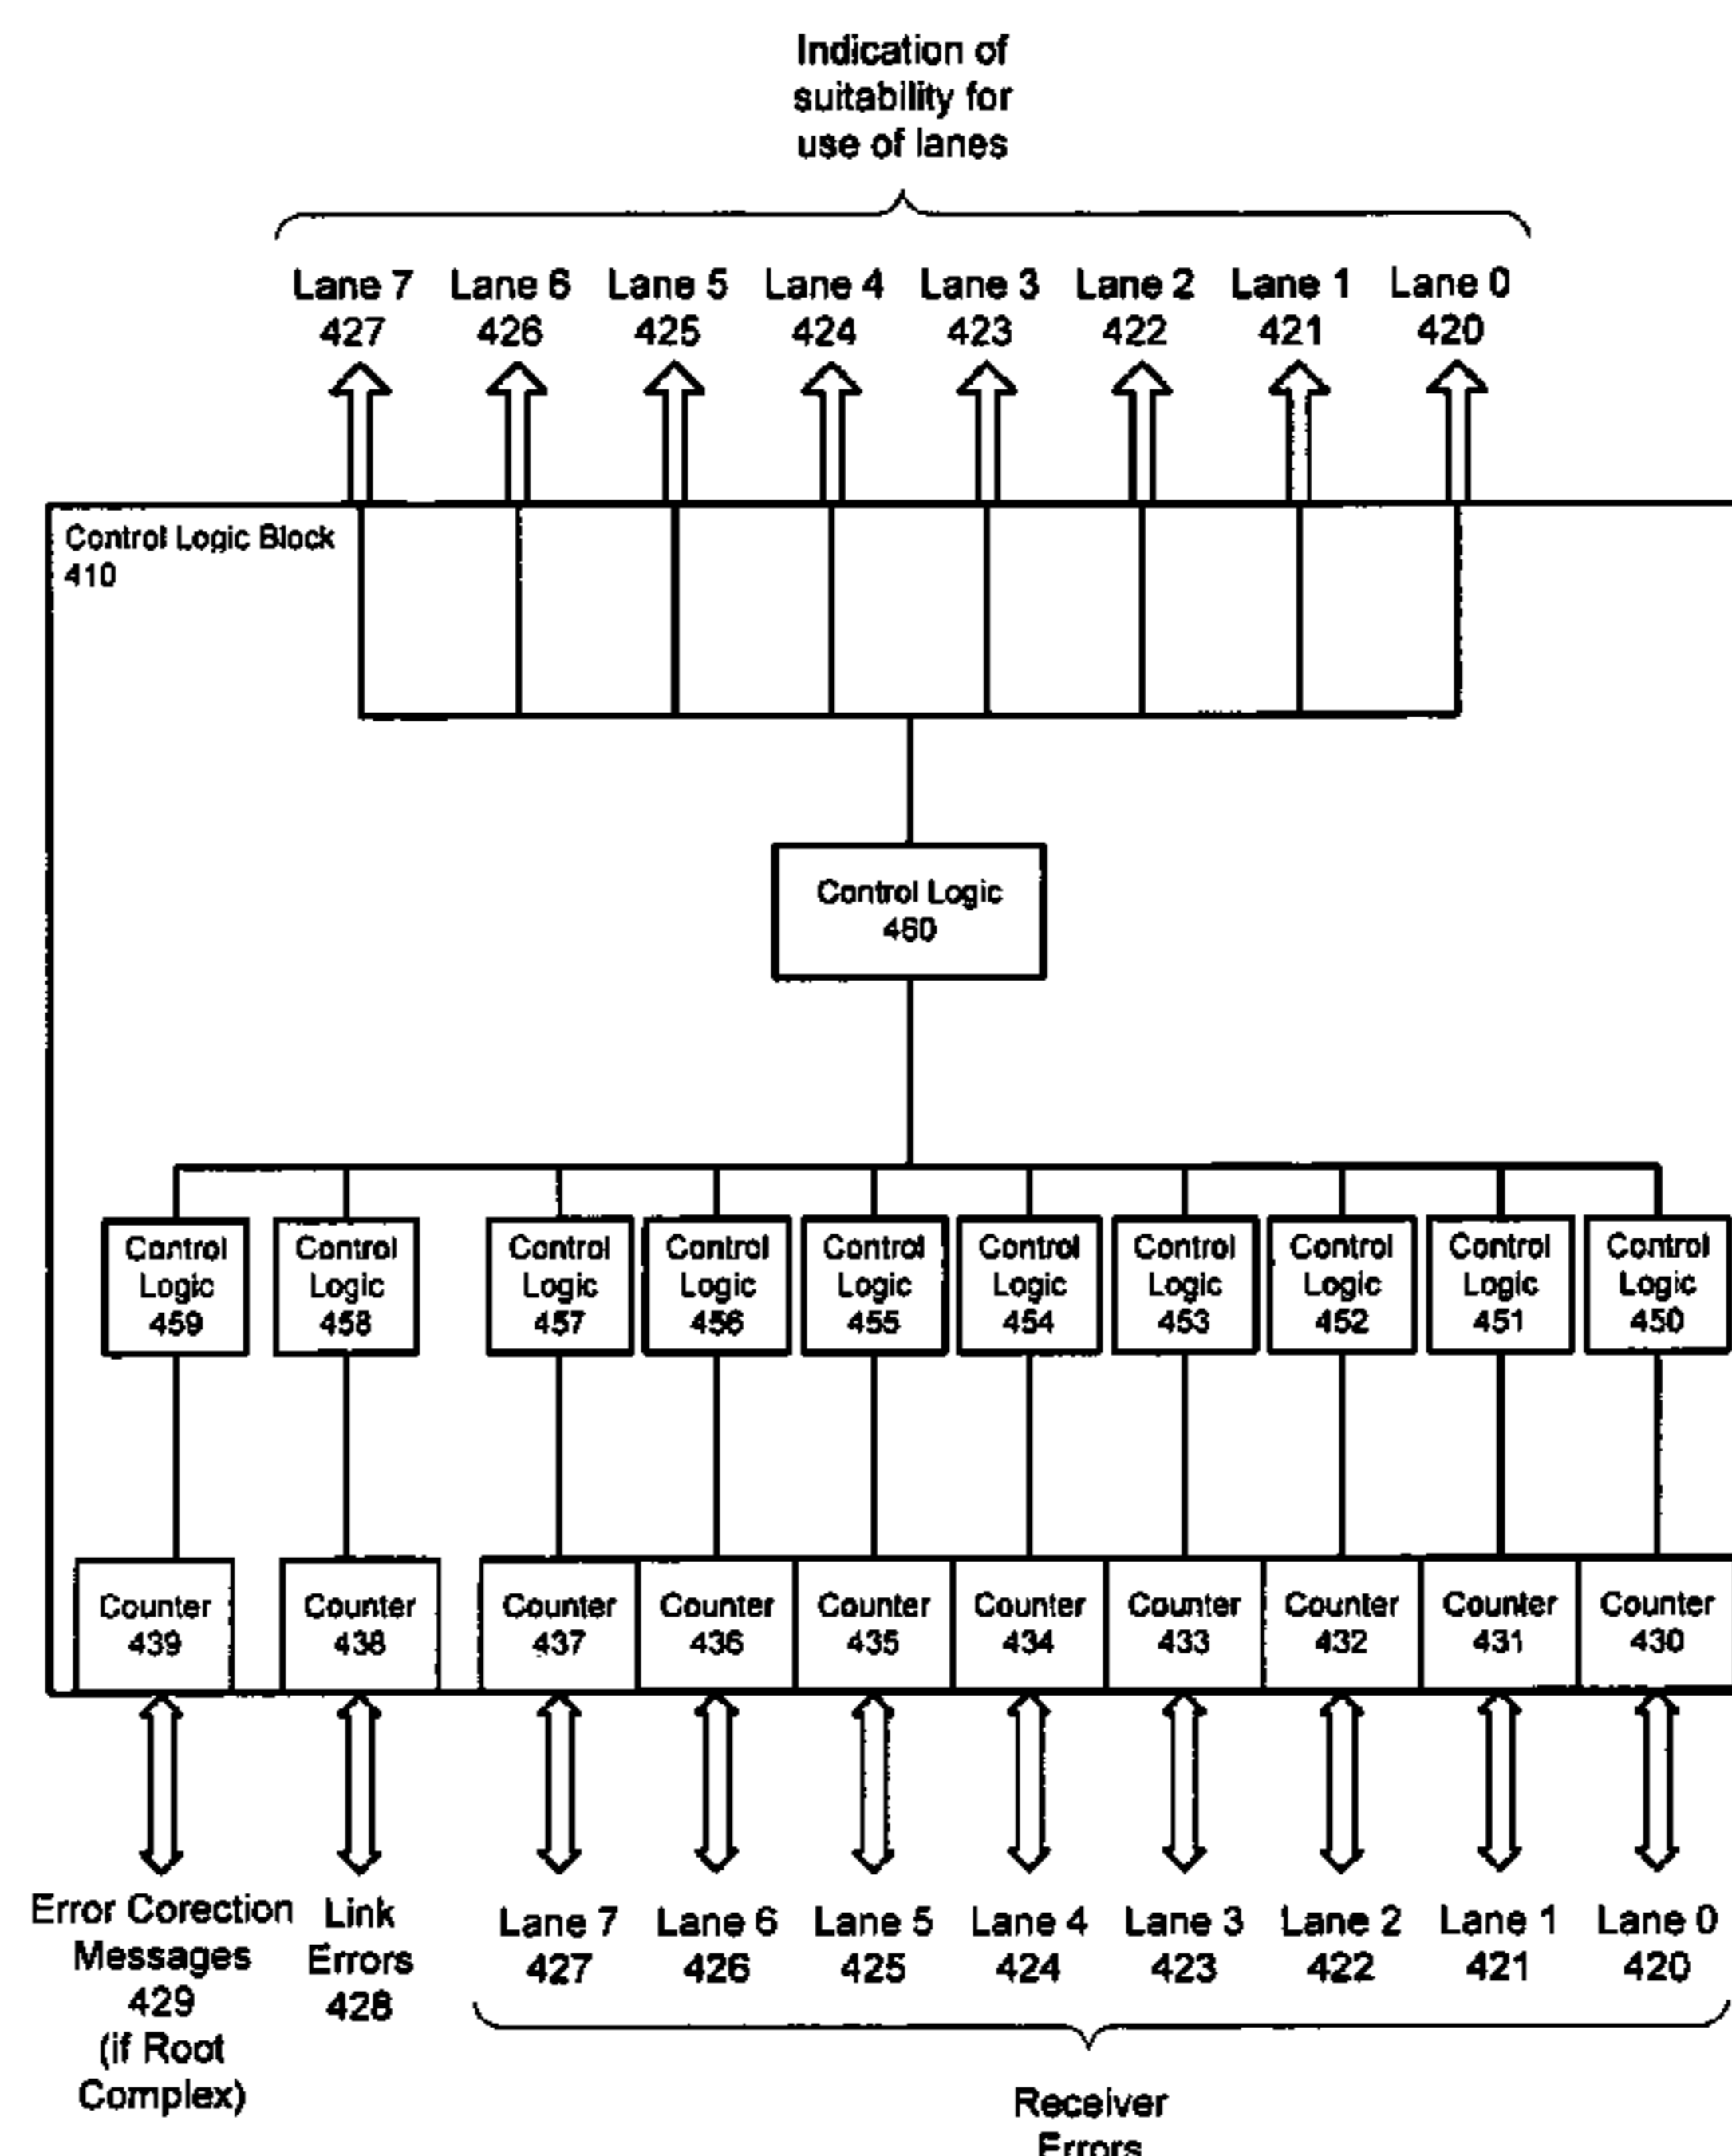 Indication of
suitability for
use of lanes
Lane 7 Lane 6 Lane 5 Lane 4 Lane 3 Lane 2 Lane 1 Lane 0
427 426 425 424 423 422 421 420
Control Logic Block
410
Control Logic
460
Control Logic 459
Control Logic 458
Control Logic 457
Control Logic 456
Control Logic 455
Control Logic 454
Control Logic 453
Control Logic 452
Control Logic 451
Control Logic 450
Counter 439
Counter 438
Counter 437
Counter 436
Counter 435
Counter 434
Counter 433
Counter 432
Counter 431
Counter 430
Error Corection
Messages
429
(if Root
Complex)
Link
Errors
428
Lane 7 Lane 6 Lane 5 Lane 4 Lane 3 Lane 2 Lane 1 Lane 0
427 426 425 424 423 422 421 420
Receiver
Errors